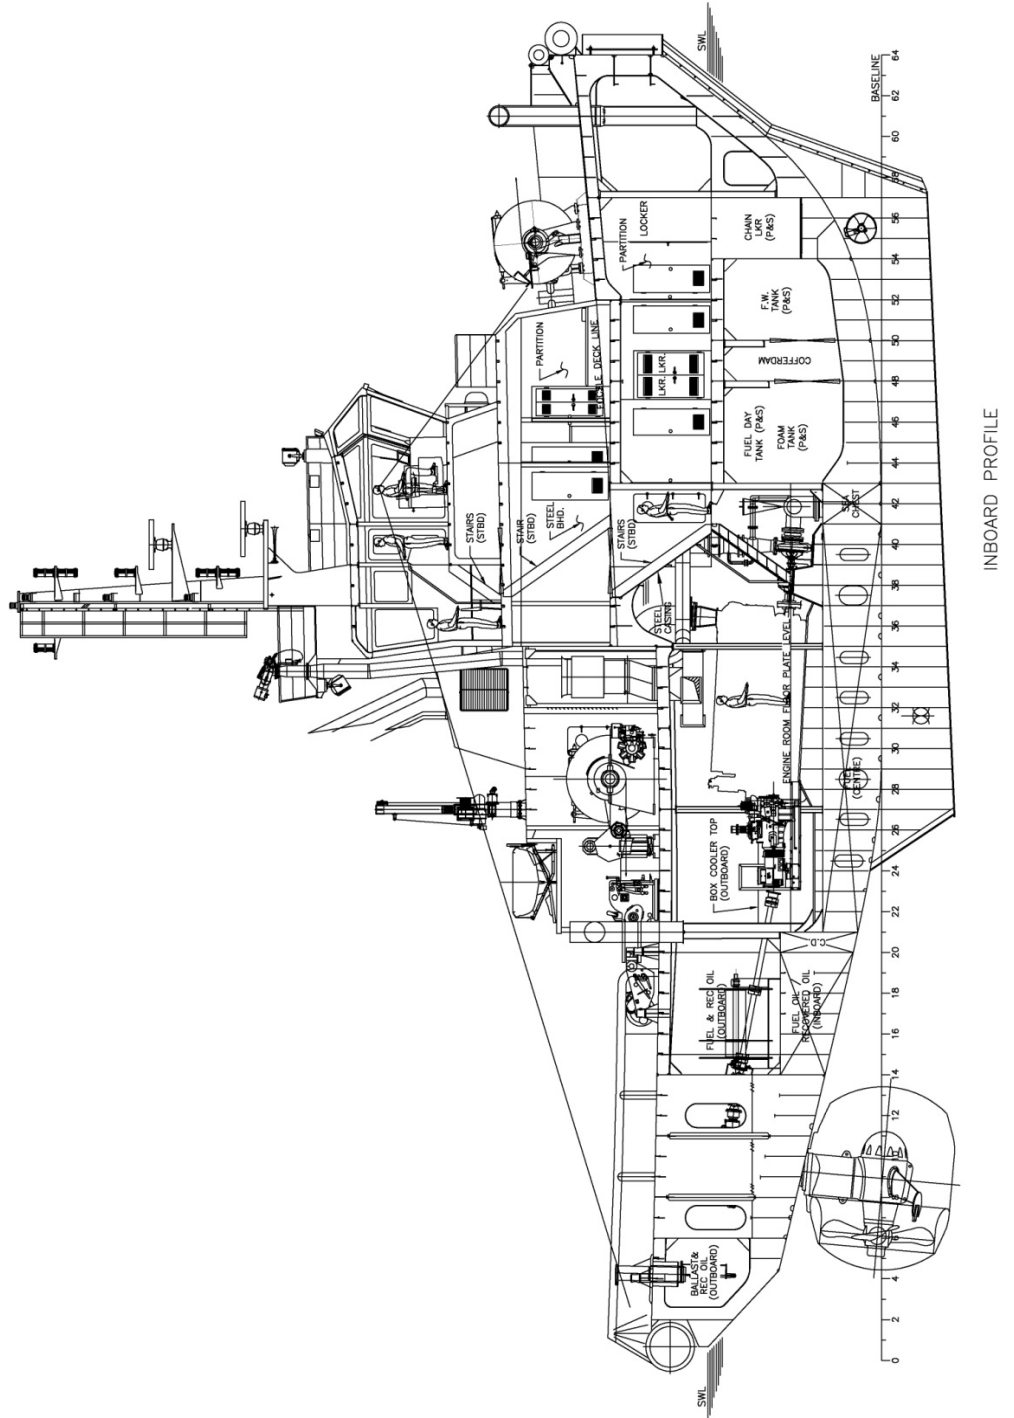 PARTITION
STAIRS
(STBD)
STAIR
(STBD)
STEEL
BHD.
STAIRS
(STBD)
STEEL
CASING
DECK LINE
LKR.
LKR.
PARTITION
LOCKER
FUEL DAY
TANK (P&S)
FOAM
TANK
(P&S)
COFFERDAM
F.W.
TANK
(P&S)
CHAIN
LKR
(P&S)
BOX COOLER TOP
(OUTBOARD)
ENGINE ROOM FLOOR PLATE LEVEL
SEA
CHEST
FUEL
(CENTRE)
C.D
FUEL & REC OIL
(OUTBOARD)
FUEL OIL
RECOVERED OIL
(INBOARD)
BALLAST&
REC OIL
(OUTBOARD)
SWL
SWL
BASELINE
0 2 4 6 12 14 16 18 20 22 24 26 28 30 32 34 36 38 40 42 44 46 48 50 52 54 56 58 60 62 64
INBOARD PROFILE